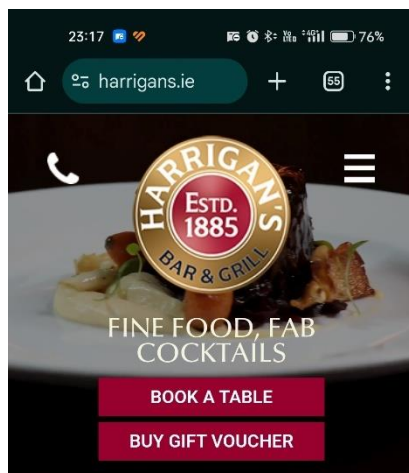 23:17
76%
harrigans.ie
55
HARRIGAN'S
ESTD.
1885
BAR & GRILL
FINE FOOD, FAB
COCKTAILS
BOOK A TABLE
BUY GIFT VOUCHER